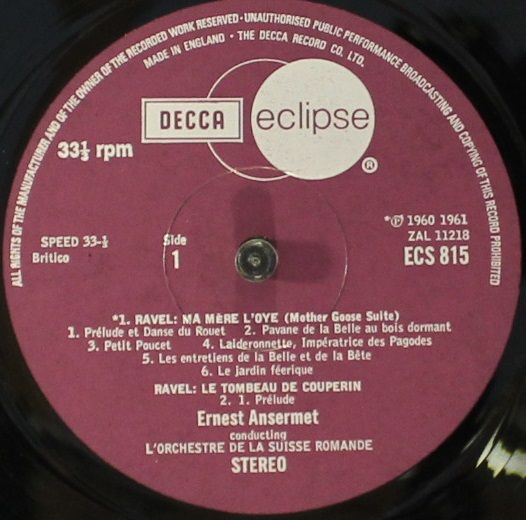 ALL RIGHTS OF THE MANUFACTURER AND OF THE OWNER OF THE RECORDED WORK RESERVED · UNAUTHORISED PUBLIC PERFORMANCE BROADCASTING AND COPYING OF THIS RECORD PROHIBITED
MADE IN ENGLAND · THE DECCA RECORD CO. LTD.
DECCA eclipse
®
33⅓ rpm
*℗ 1960 1961
SPEED 33-⅓ Side ZAL 11218
Britico 1 ECS 815
*1. RAVEL: MA MÈRE L'OYE (Mother Goose Suite)
1. Prélude et Danse du Rouet 2. Pavane de la Belle au bois dormant
3. Petit Poucet 4. Laideronnette, Impératrice des Pagodes
5. Les entretiens de la Belle et de la Bête
6. Le jardin féerique
RAVEL: LE TOMBEAU DE COUPERIN
2. 1. Prélude
Ernest Ansermet
conducting
L'ORCHESTRE DE LA SUISSE ROMANDE
STEREO